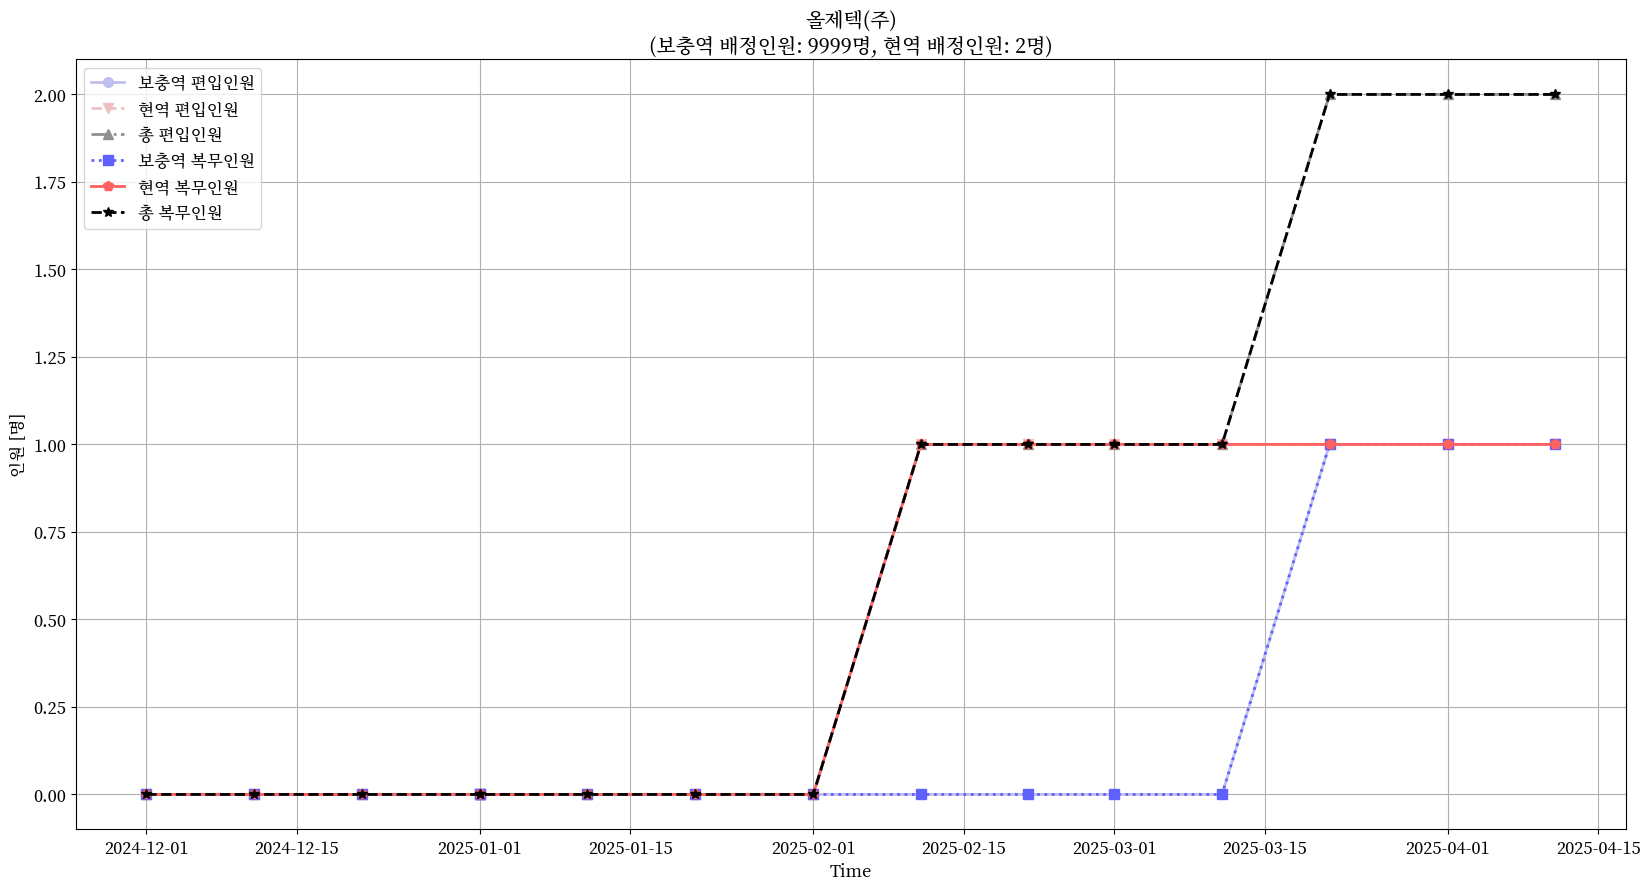 올제텍(주)
(보충역 배정인원: 9999명, 현역 배정인원: 2명)
보충역 편입인원
현역 편입인원
총 편입인원
보충역 복무인원
현역 복무인원
총 복무인원
2.00
1.75
1.50
1.25
1.00
0.75
0.50
0.25
0.00
인원 [명]
2024-12-01
2024-12-15
2025-01-01
2025-01-15
2025-02-01
2025-02-15
2025-03-01
2025-03-15
2025-04-01
2025-04-15
Time